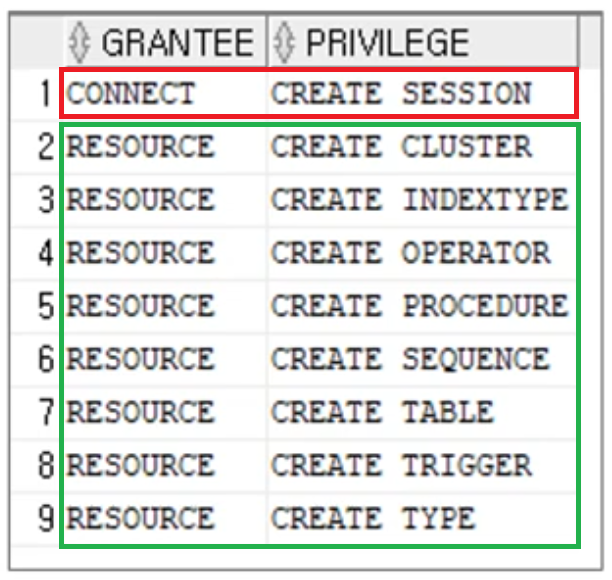 GRANTEE PRIVILEGE
1 CONNECT CREATE SESSION
2 RESOURCE CREATE CLUSTER
3 RESOURCE CREATE INDEXTYPE
4 RESOURCE CREATE OPERATOR
5 RESOURCE CREATE PROCEDURE
6 RESOURCE CREATE SEQUENCE
7 RESOURCE CREATE TABLE
8 RESOURCE CREATE TRIGGER
9 RESOURCE CREATE TYPE